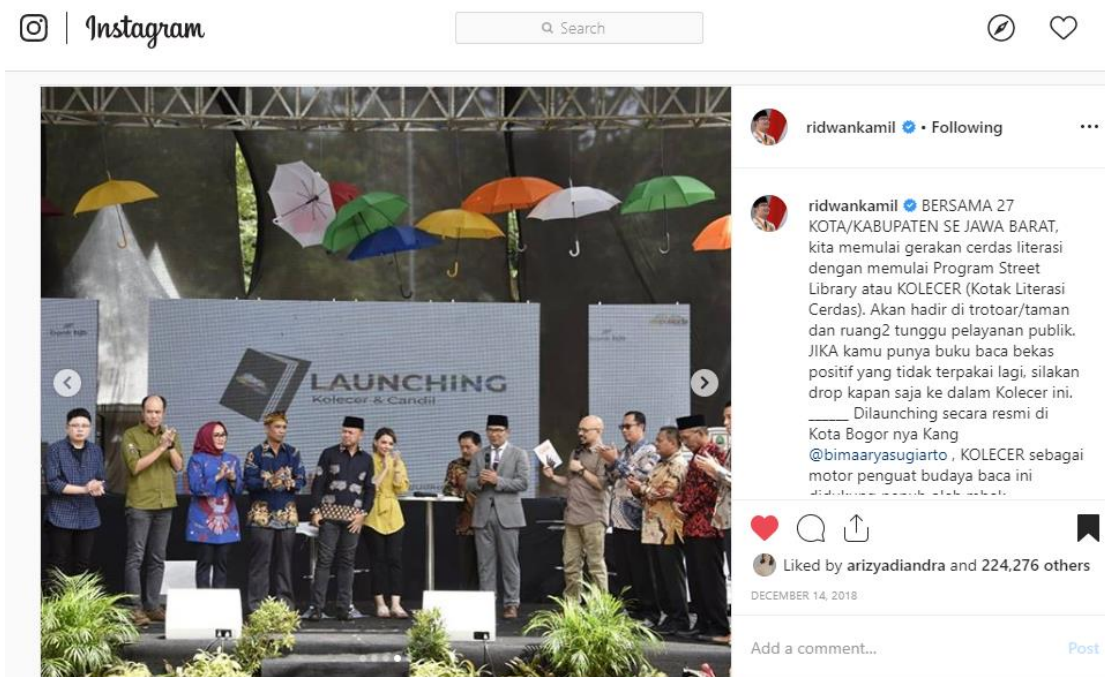 Instagram
Search
ridwankamil • Following
ridwankamil BERSAMA 27
KOTA/KABUPATEN SE JAWA BARAT,
kita memulai gerakan cerdas literasi
dengan memulai Program Street
Library atau KOLECER (Kotak Literasi
Cerdas). Akan hadir di trotoar/taman
dan ruang2 tunggu pelayanan publik.
JIKA kamu punya buku baca bekas
positif yang tidak terpakai lagi, silakan
drop kapan saja ke dalam Kolecer ini.
______ Dilaunching secara resmi di
Kota Bogor nya Kang
@bimaaryasugiarto , KOLECER sebagai
motor penguat budaya baca ini
LAUNCHING
Kolecer & Candil
Liked by arizyadiandra and 224,276 others
DECEMBER 14, 2018
Add a comment...
Post